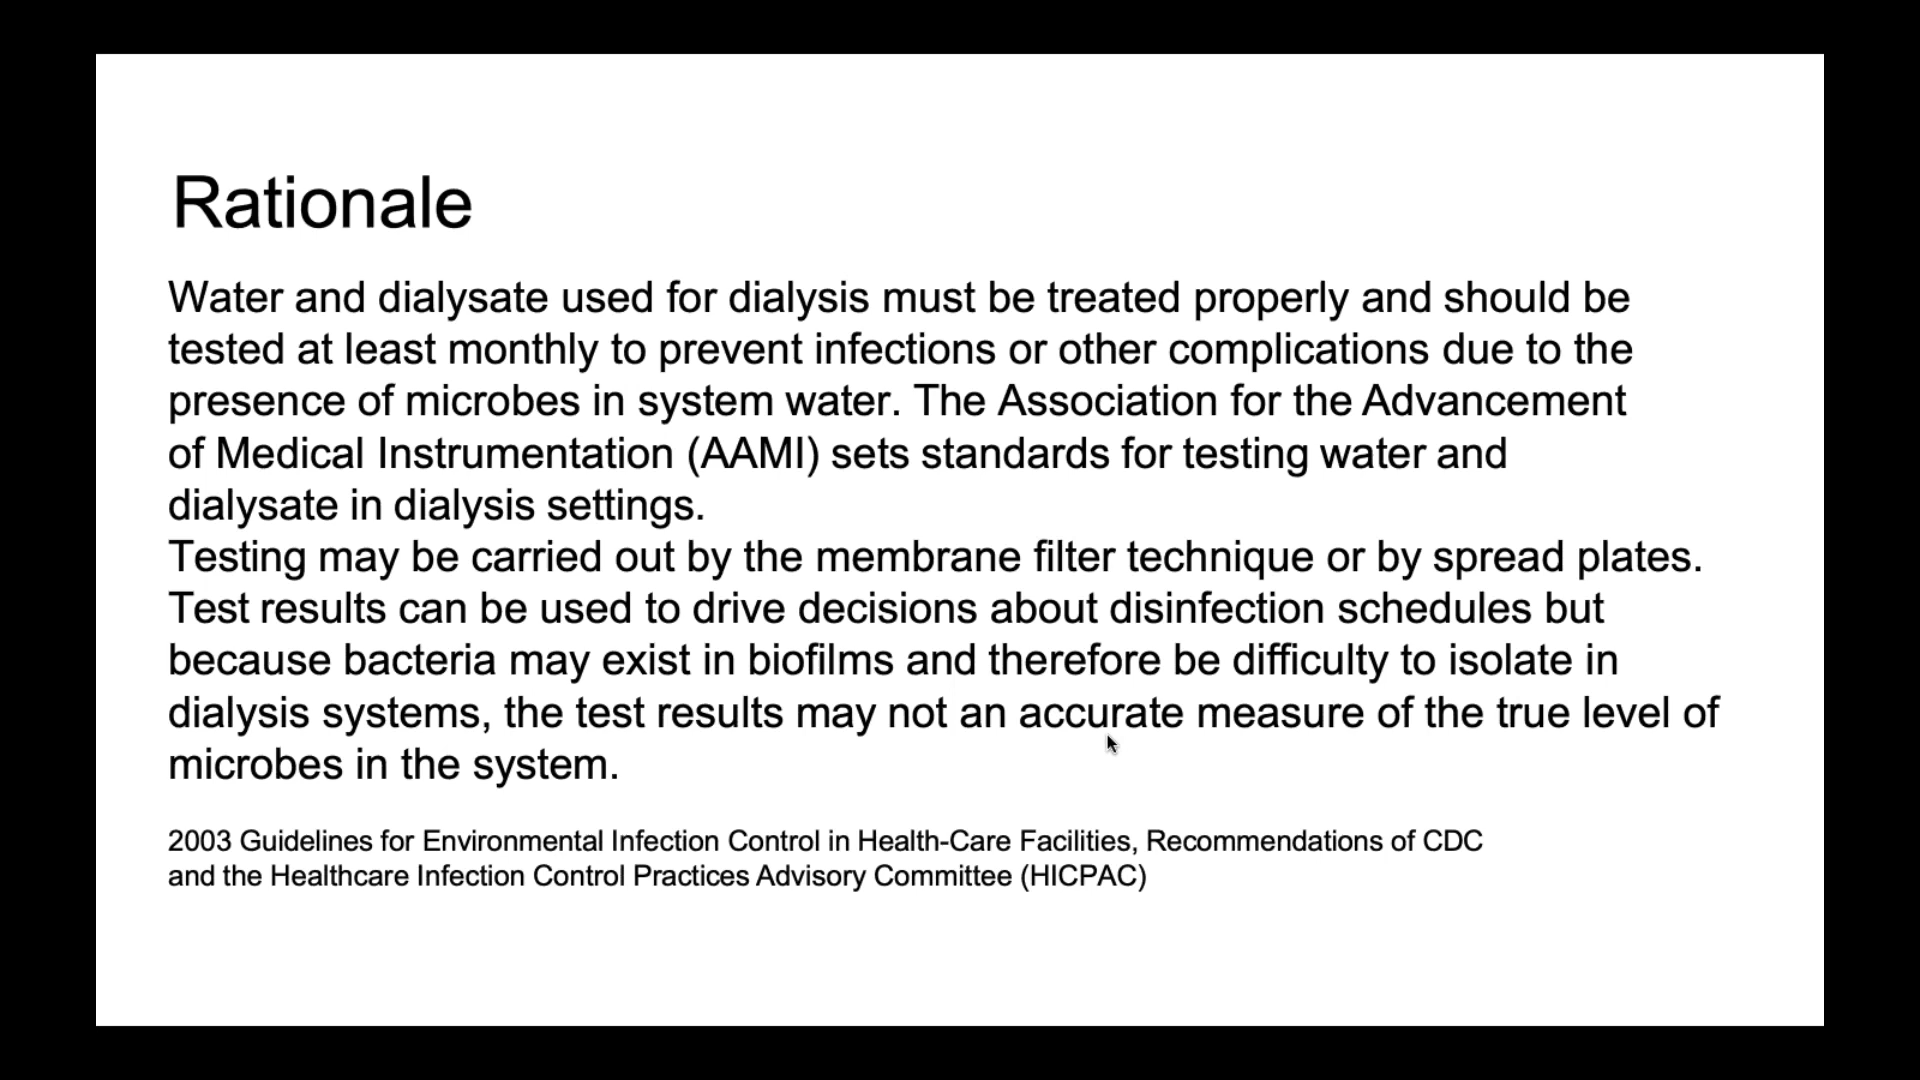 Rationale
Water and dialysate used for dialysis must be treated properly and should be
tested at least monthly to prevent infections or other complications due to the
presence of microbes in system water. The Association for the Advancement
of Medical Instrumentation (AAMI) sets standards for testing water and
dialysate in dialysis settings.
Testing may be carried out by the membrane filter technique or by spread plates.
Test results can be used to drive decisions about disinfection schedules but
because bacteria may exist in biofilms and therefore be difficulty to isolate in
dialysis systems, the test results may not an accurate measure of the true level of
microbes in the system.
2003 Guidelines for Environmental Infection Control in Health-Care Facilities, Recommendations of CDC
and the Healthcare Infection Control Practices Advisory Committee (HICPAC)